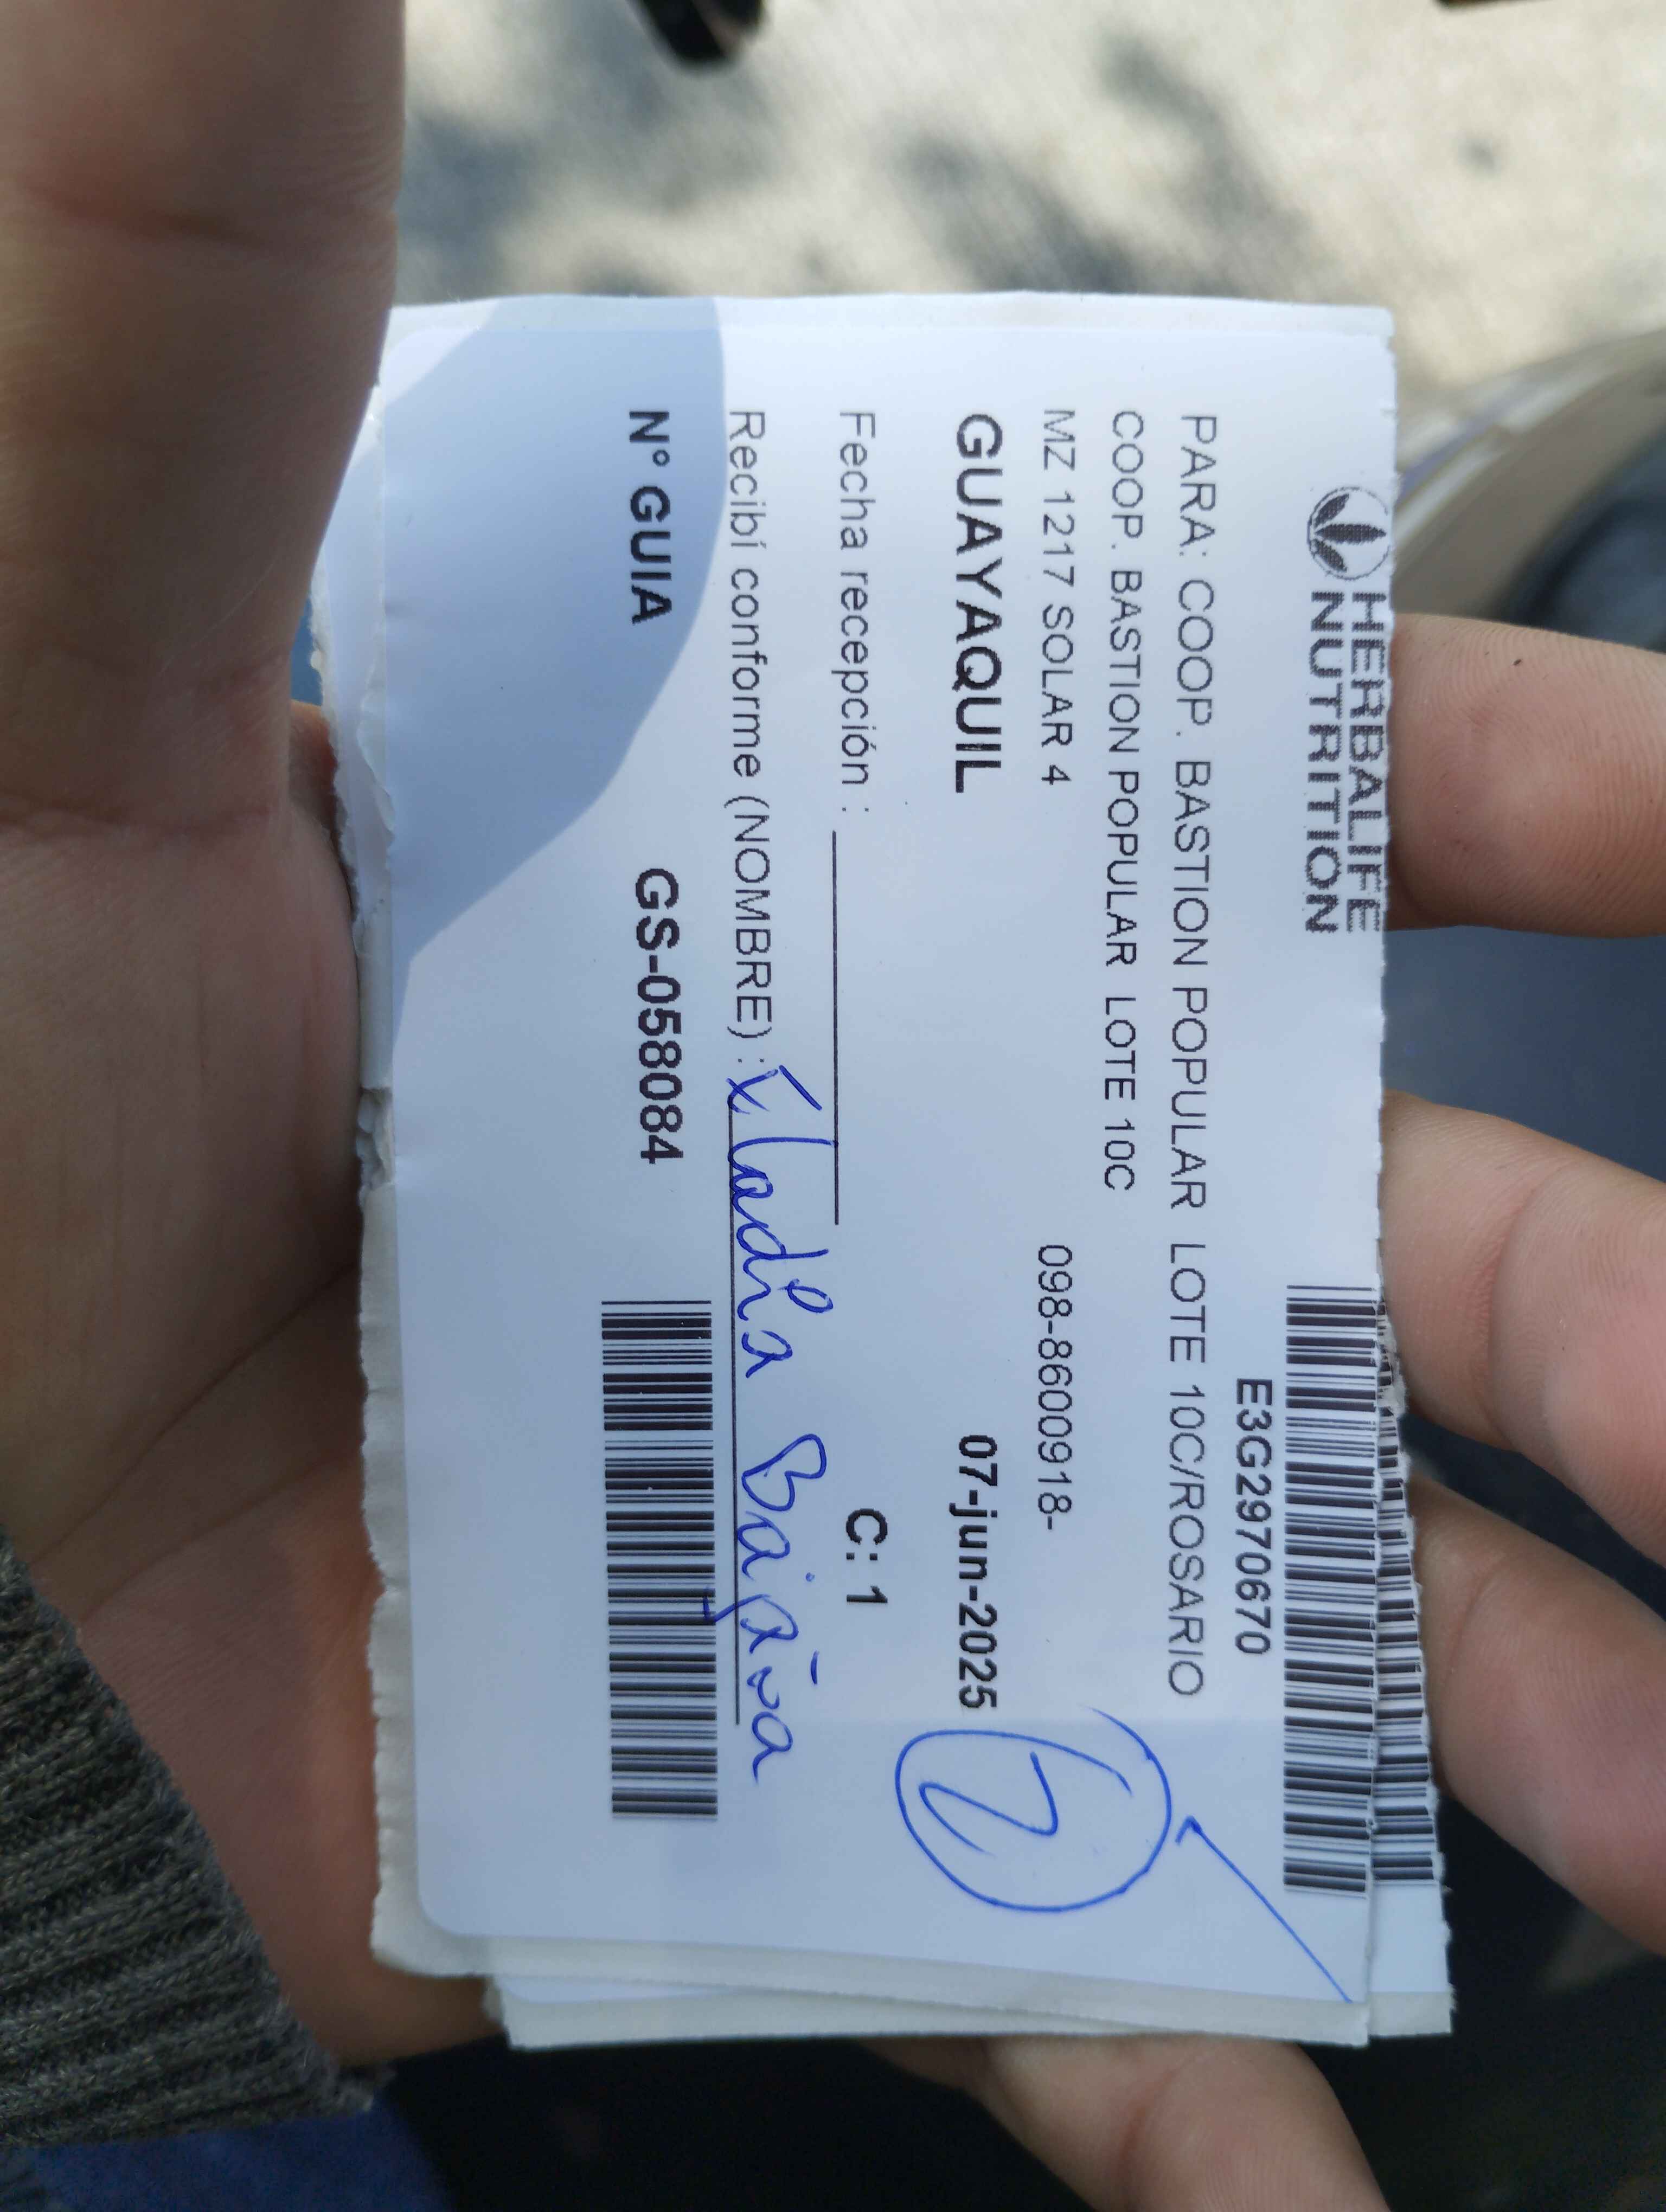 HERBALIFE
NUTRITION
E3G2970670
PARA: COOP. BASTION POPULAR LOTE 10C/ROSARIO
COOP. BASTION POPULAR LOTE 10C
MZ 1217 SOLAR 4 098-8600918-
GUAYAQUIL 07-jun-2025
Fecha recepción :
C: 1
Recibí conforme (NOMBRE) :
N° GUIA GS-058084